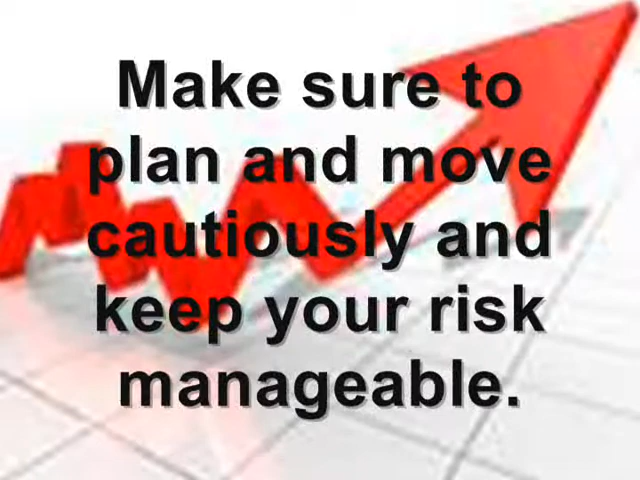 Make sure to
plan and move
cautiously and
keep your risk
manageable.